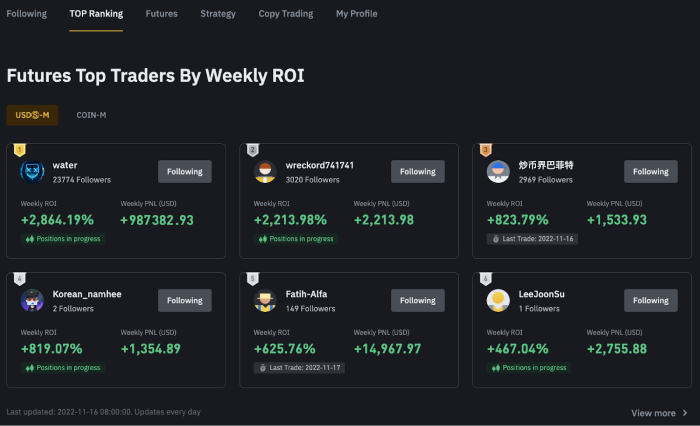 Following TOP Ranking Futures Strategy Copy Trading My Profile
Futures Top Traders By Weekly ROI
USDⓈ-M COIN-M
1
water
23774 Followers
Following
Weekly ROI Weekly PNL (USD)
+2,864.19% +987382.93
Positions in progress
2
wreckord741741
3020 Followers
Following
Weekly ROI Weekly PNL (USD)
+2,213.98% +2,213.98
Positions in progress
3
炒币界巴菲特
2969 Followers
Following
Weekly ROI Weekly PNL (USD)
+823.79% +1,533.93
Last Trade: 2022-11-16
4
Korean_namhee
2 Followers
Following
Weekly ROI Weekly PNL (USD)
+819.07% +1,354.89
Positions in progress
5
Fatih-Alfa
149 Followers
Following
Weekly ROI Weekly PNL (USD)
+625.76% +14,967.97
Last Trade: 2022-11-17
6
LeeJoonSu
1 Followers
Following
Weekly ROI Weekly PNL (USD)
+467.04% +2,755.88
Positions in progress
Last updated: 2022-11-16 08:00:00. Updates every day
View more